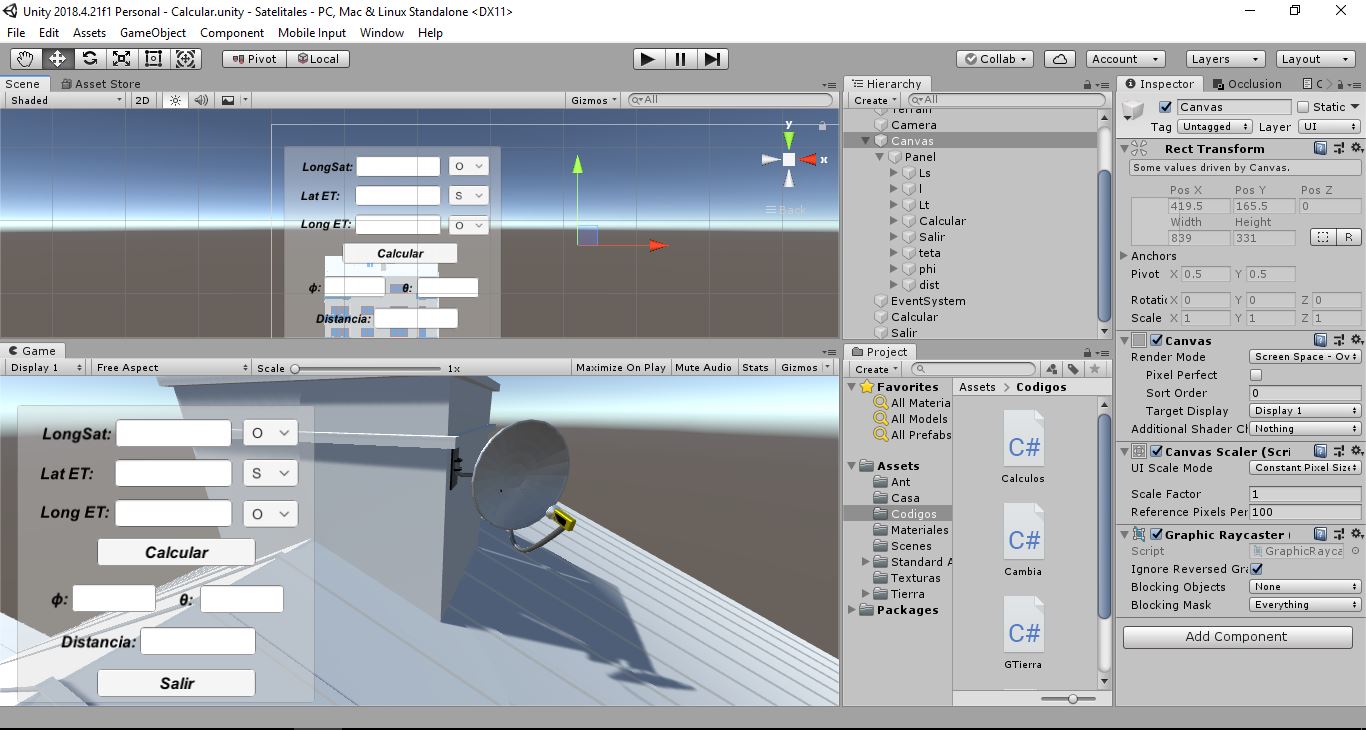 Unity 2018.4.21f1 Personal - Calcular.unity - Satelitales - PC, Mac & Linux Standalone <DX11>
File Edit Assets GameObject Component Mobile Input Window Help
Pivot Local Collab Account Layers Layout
Scene Asset Store
Shaded 2D Gizmos All
y
x
Back
LongSat: O
Lat ET: S
Long ET: O
Calcular
ϕ: θ:
Distancia:
Game
Display 1 Free Aspect Scale 1x Maximize On Play Mute Audio Stats Gizmos
LongSat: O
Lat ET: S
Long ET: O
Calcular
ϕ: θ:
Distancia:
Salir
Hierarchy
Create All
Terrain
Camera
Canvas
Panel
Ls
l
Lt
Calcular
Salir
teta
phi
dist
EventSystem
Calcular
Salir
Project
Create
Favorites
All Materia
All Models
All Prefabs
Assets
Ant
Casa
Codigos
Materiales
Scenes
Standard A
Texturas
Tierra
Packages
Assets > Codigos
C#
Calculos
C#
Cambia
C#
GTierra
Inspector Occlusion C
Canvas Static
Tag Untagged Layer UI
Rect Transform
Some values driven by Canvas.
Pos X Pos Y Pos Z
419.5 165.5 0
Width Height
839 331 R
Anchors
Pivot X 0.5 Y 0.5
Rotatio X 0 Y 0 Z 0
Scale X 1 Y 1 Z 1
Canvas
Render Mode Screen Space - Ov
Pixel Perfect
Sort Order 0
Target Display Display 1
Additional Shader Cl Nothing
Canvas Scaler (Scri
UI Scale Mode Constant Pixel Size
Scale Factor 1
Reference Pixels Per 100
Graphic Raycaster (
Script GraphicRayca
Ignore Reversed Gra
Blocking Objects None
Blocking Mask Everything
Add Component